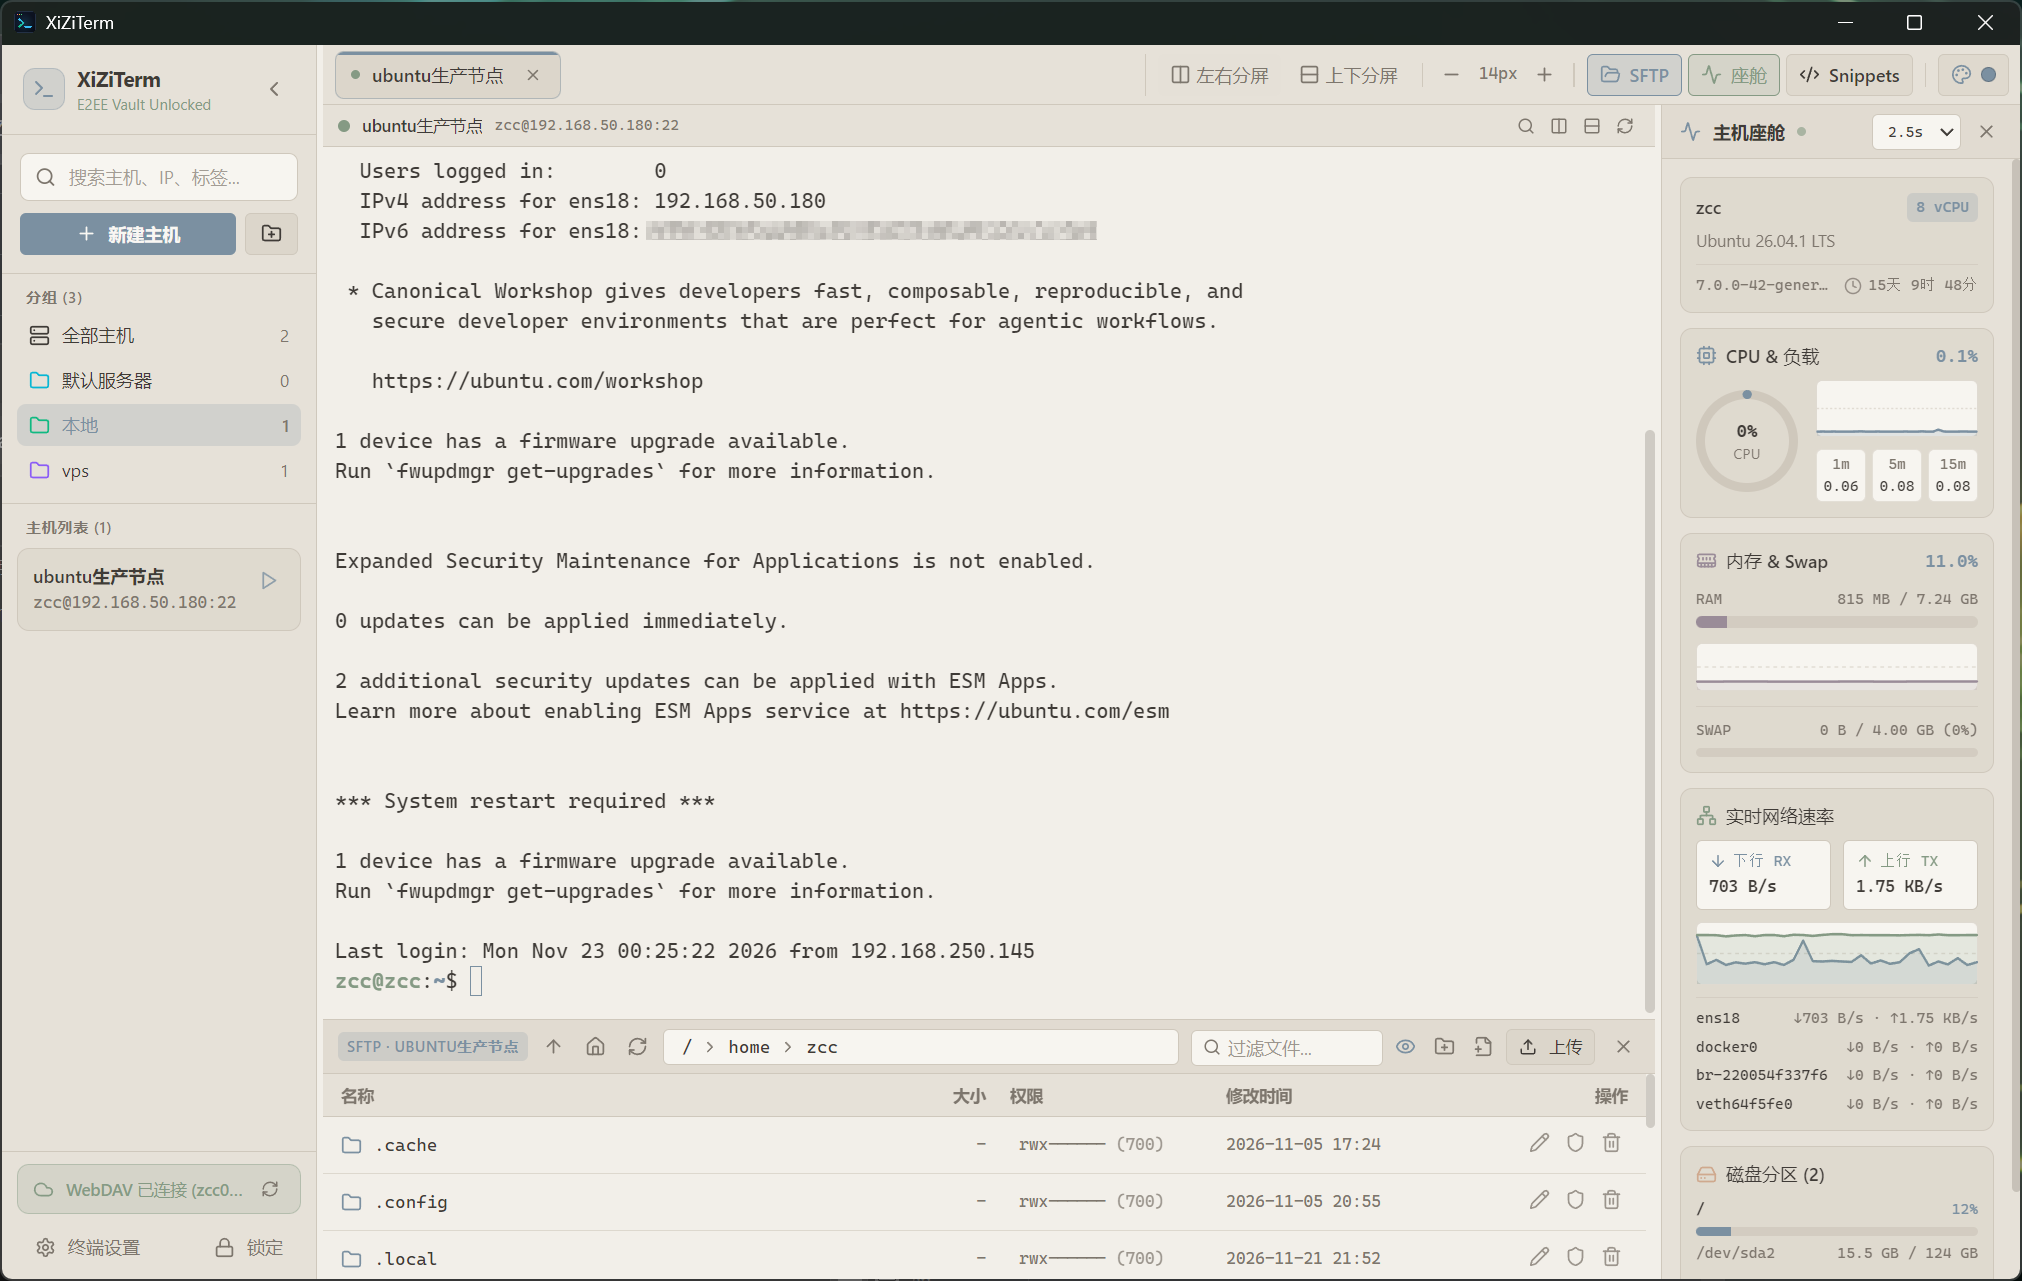 XiZiTerm
XiZiTerm
E2EE Vault Unlocked
搜索主机、IP、标签...
新建主机
分组 (3)
全部主机 2
默认服务器 0
本地 1
vps 1
主机列表 (1)
ubuntu生产节点
zcc@192.168.50.180:22
WebDAV 已连接 (zcc0...
终端设置 锁定
ubuntu生产节点
左右分屏 上下分屏 14px SFTP 座舱 Snippets
ubuntu生产节点 zcc@192.168.50.180:22
Users logged in: 0
IPv4 address for ens18: 192.168.50.180
IPv6 address for ens18:
* Canonical Workshop gives developers fast, composable, reproducible, and
secure developer environments that are perfect for agentic workflows.
https://ubuntu.com/workshop
1 device has a firmware upgrade available.
Run `fwupdmgr get-upgrades` for more information.
Expanded Security Maintenance for Applications is not enabled.
0 updates can be applied immediately.
2 additional security updates can be applied with ESM Apps.
Learn more about enabling ESM Apps service at https://ubuntu.com/esm
*** System restart required ***
1 device has a firmware upgrade available.
Run `fwupdmgr get-upgrades` for more information.
Last login: Mon Nov 23 00:25:22 2026 from 192.168.250.145
zcc@zcc:~$
SFTP · UBUNTU生产节点 / > home > zcc 过滤文件... 上传
名称 大小 权限 修改时间 操作
.cache - rwx------ (700) 2026-11-05 17:24
.config - rwx------ (700) 2026-11-05 20:55
.local - rwx------ (700) 2026-11-21 21:52
主机座舱 2.5s
zcc 8 vCPU
Ubuntu 26.04.1 LTS
7.0.0-42-gener... 15天 9时 48分
CPU & 负载 0.1%
0%
CPU
1m 5m 15m
0.06 0.08 0.08
内存 & Swap 11.0%
RAM 815 MB / 7.24 GB
SWAP 0 B / 4.00 GB (0%)
实时网络速率
↓ 下行 RX ↑ 上行 TX
703 B/s 1.75 KB/s
ens18 ↓703 B/s · ↑1.75 KB/s
docker0 ↓0 B/s · ↑0 B/s
br-220054f337f6 ↓0 B/s · ↑0 B/s
veth64f5fe0 ↓0 B/s · ↑0 B/s
磁盘分区 (2)
/ 12%
/dev/sda2 15.5 GB / 124 GB